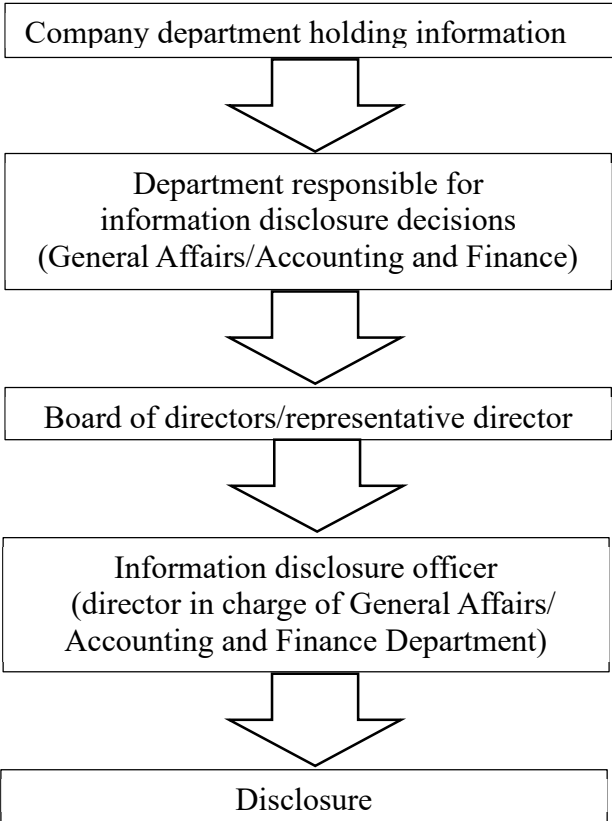 Company department holding information
Department responsible for
information disclosure decisions
(General Affairs/Accounting and Finance)
Board of directors/representative director
Information disclosure officer
(director in charge of General Affairs/
Accounting and Finance Department)
Disclosure